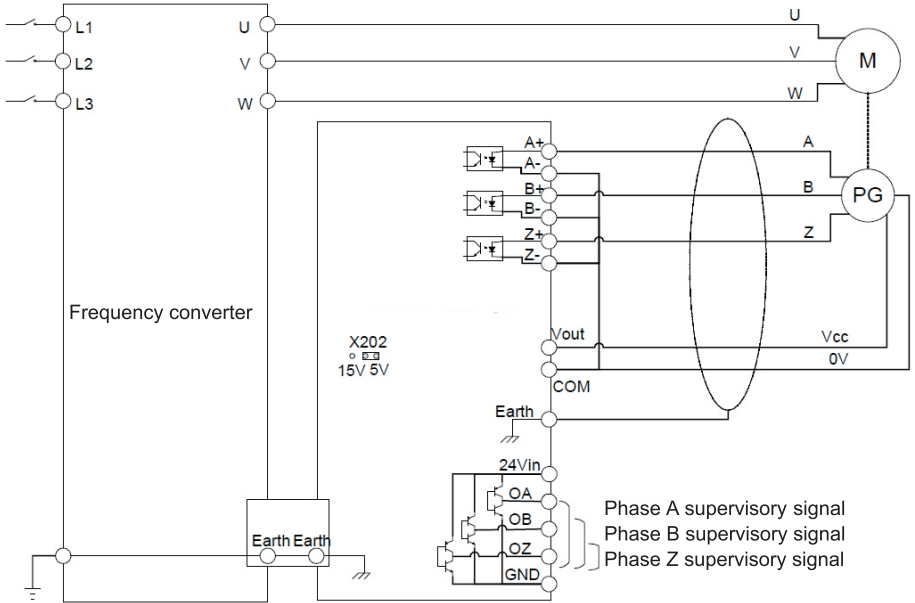 U
L1
U
L2
V
V
M
L3
W
W
A+
A
A-
B+
B
PG
B-
Z+
Z
Z-
Frequency converter
Vout
Vcc
X202
0V
15V 5V
COM
Earth
24Vin
OA
Phase A supervisory signal
OB
Phase B supervisory signal
Earth Earth
OZ
Phase Z supervisory signal
GND